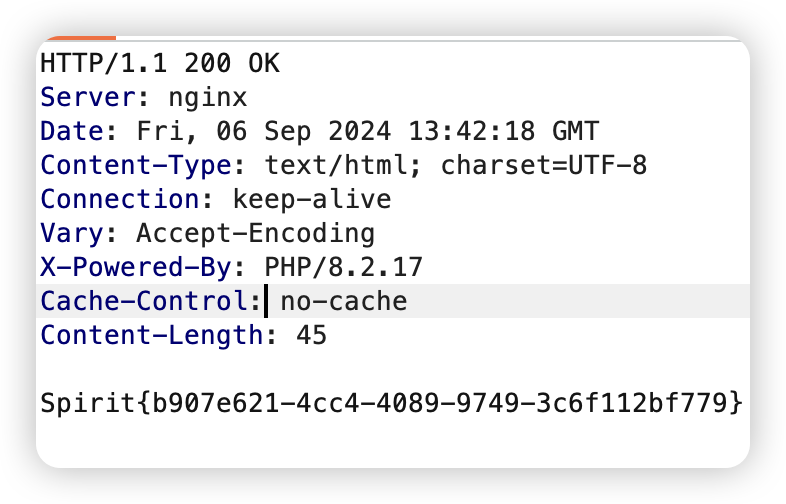 HTTP/1.1 200 OK
Server: nginx
Date: Fri, 06 Sep 2024 13:42:18 GMT
Content-Type: text/html; charset=UTF-8
Connection: keep-alive
Vary: Accept-Encoding
X-Powered-By: PHP/8.2.17
Cache-Control: no-cache
Content-Length: 45

Spirit{b907e621-4cc4-4089-9749-3c6f112bf779}